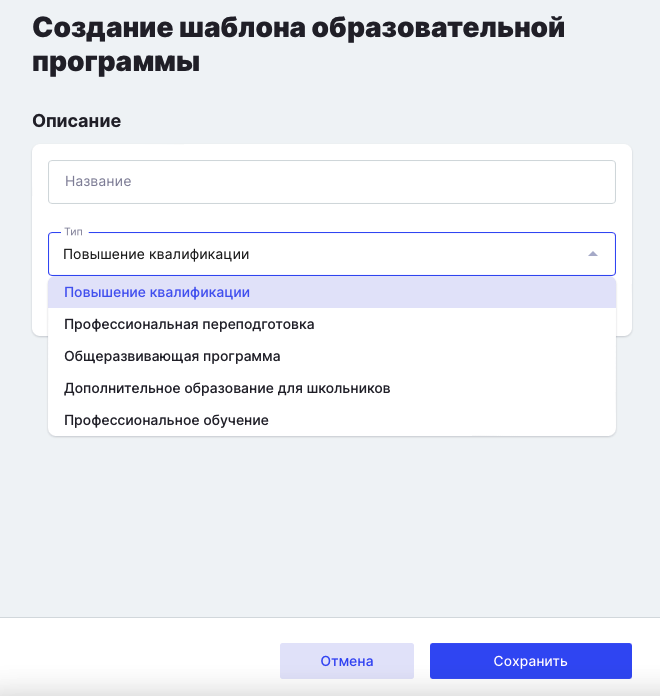 Создание шаблона образовательной
программы
Описание
Название
Тип
Повышение квалификации
Повышение квалификации
Профессиональная переподготовка
Общеразвивающая программа
Дополнительное образование для школьников
Профессиональное обучение
Отмена
Сохранить